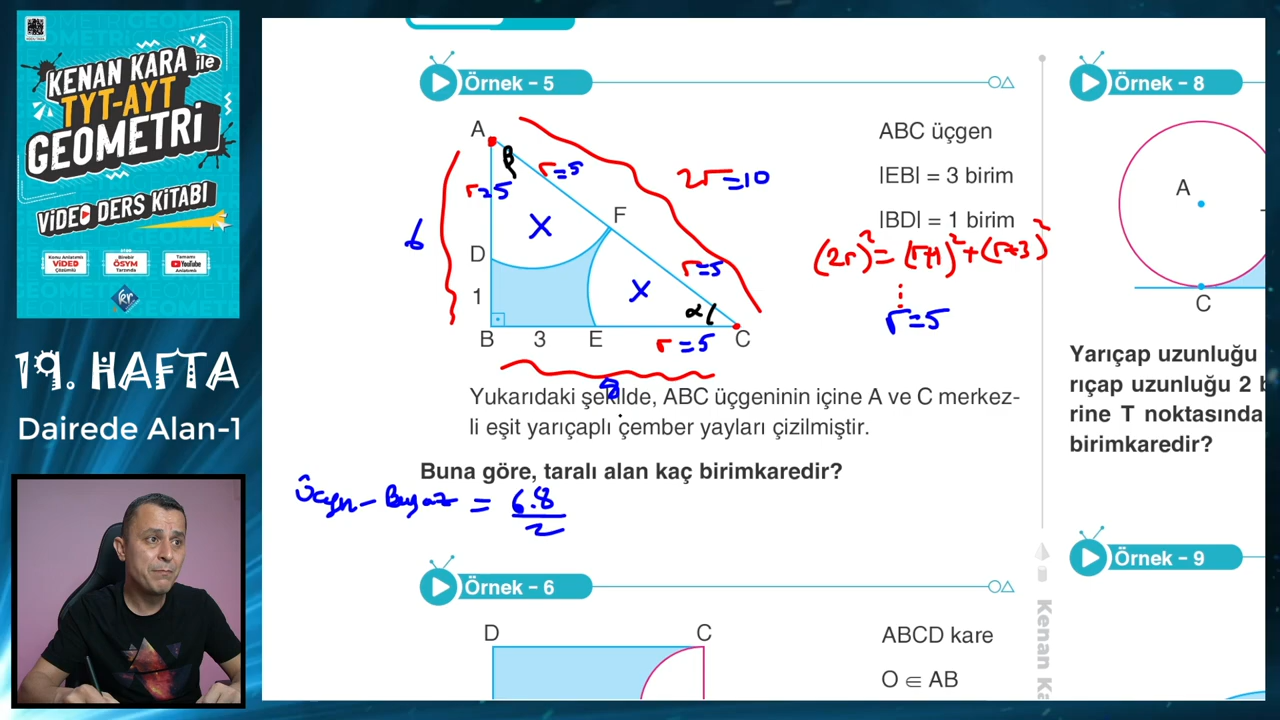 KENAN KARA ile
TYT-AYT
GEOMETRİ
VİDEO DERS KİTABI
19. HAFTA
Dairede Alan-1
Örnek - 5
A
β
r=5
r=5
2r=10
6
F
D
r=5
1
α
B
3
E
r=5
C
8
ABC üçgen
|EB| = 3 birim
|BD| = 1 birim
(2r)² = (r+1)² + (r+3)²
r=5
X
X
Yukarıdaki şekilde, ABC üçgeninin içine A ve C merkez-
li eşit yarıçaplı çember yayları çizilmiştir.
Buna göre, taralı alan kaç birimkaredir?
Üçgen - Beyaz = 6.8
2
Örnek - 6
D
C
ABCD kare
O ∈ AB
Örnek - 8
A
C
Yarıçap uzunluğu
rıçap uzunluğu 2 b
rine T noktasında
birimkaredir?
Örnek - 9
Kenan Ka